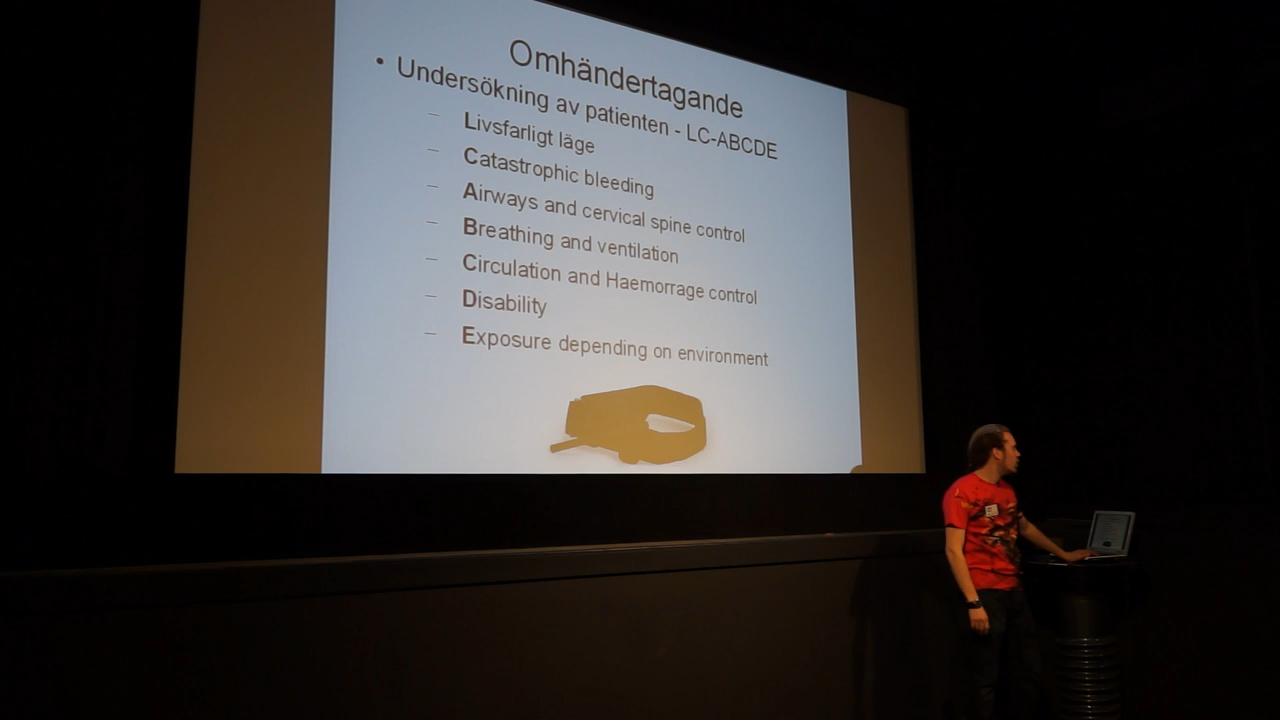 Omhändertagande
• Undersökning av patienten - LC-ABCDE
– Livsfarligt läge
– Catastrophic bleeding
– Airways and cervical spine control
– Breathing and ventilation
– Circulation and Haemorrage control
– Disability
– Exposure depending on environment